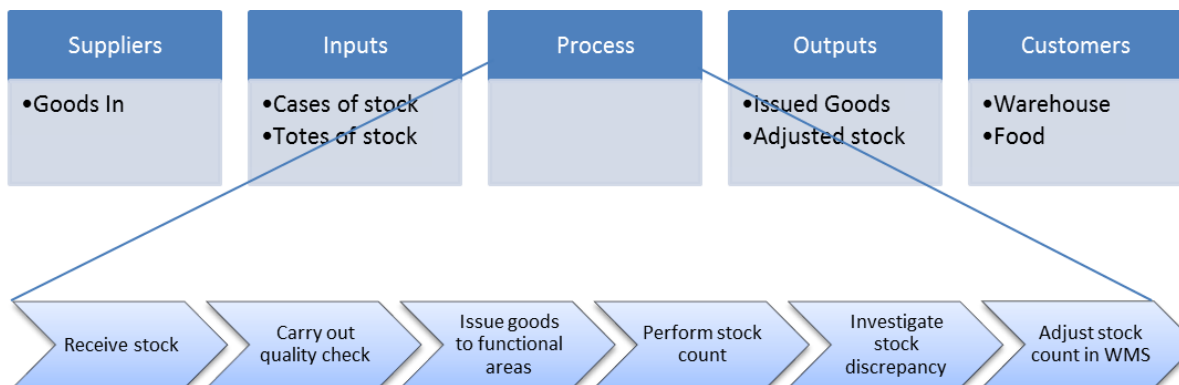 Suppliers
Inputs
Process
Outputs
Customers
•Goods In
•Cases of stock
•Totes of stock
•Issued Goods
•Adjusted stock
•Warehouse
•Food
Receive stock
Carry out
quality check
Issue goods
to functional
areas
Perform stock
count
Investigate
stock
discrepancy
Adjust stock
count in WMS